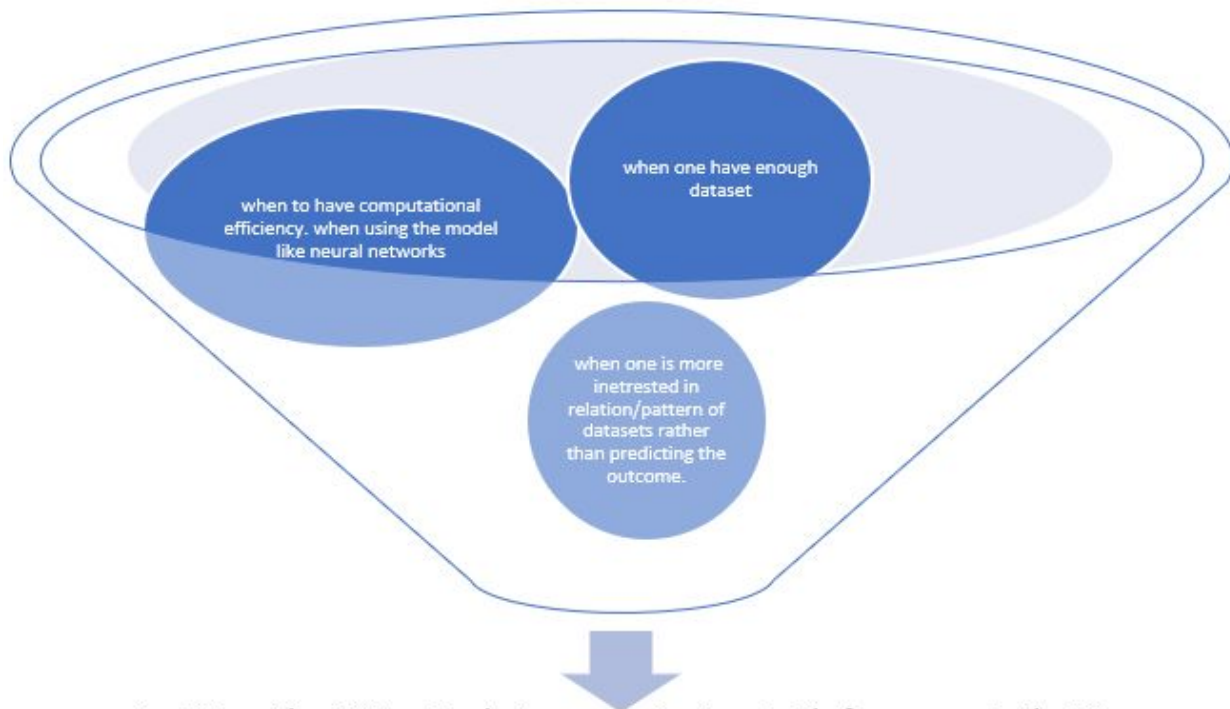 when to have computational
efficiency. when using the model
like neural networks
when one have enough
dataset
when one is more
inetrested in
relation/pattern of
datasets rather
than predicting the
outcome.